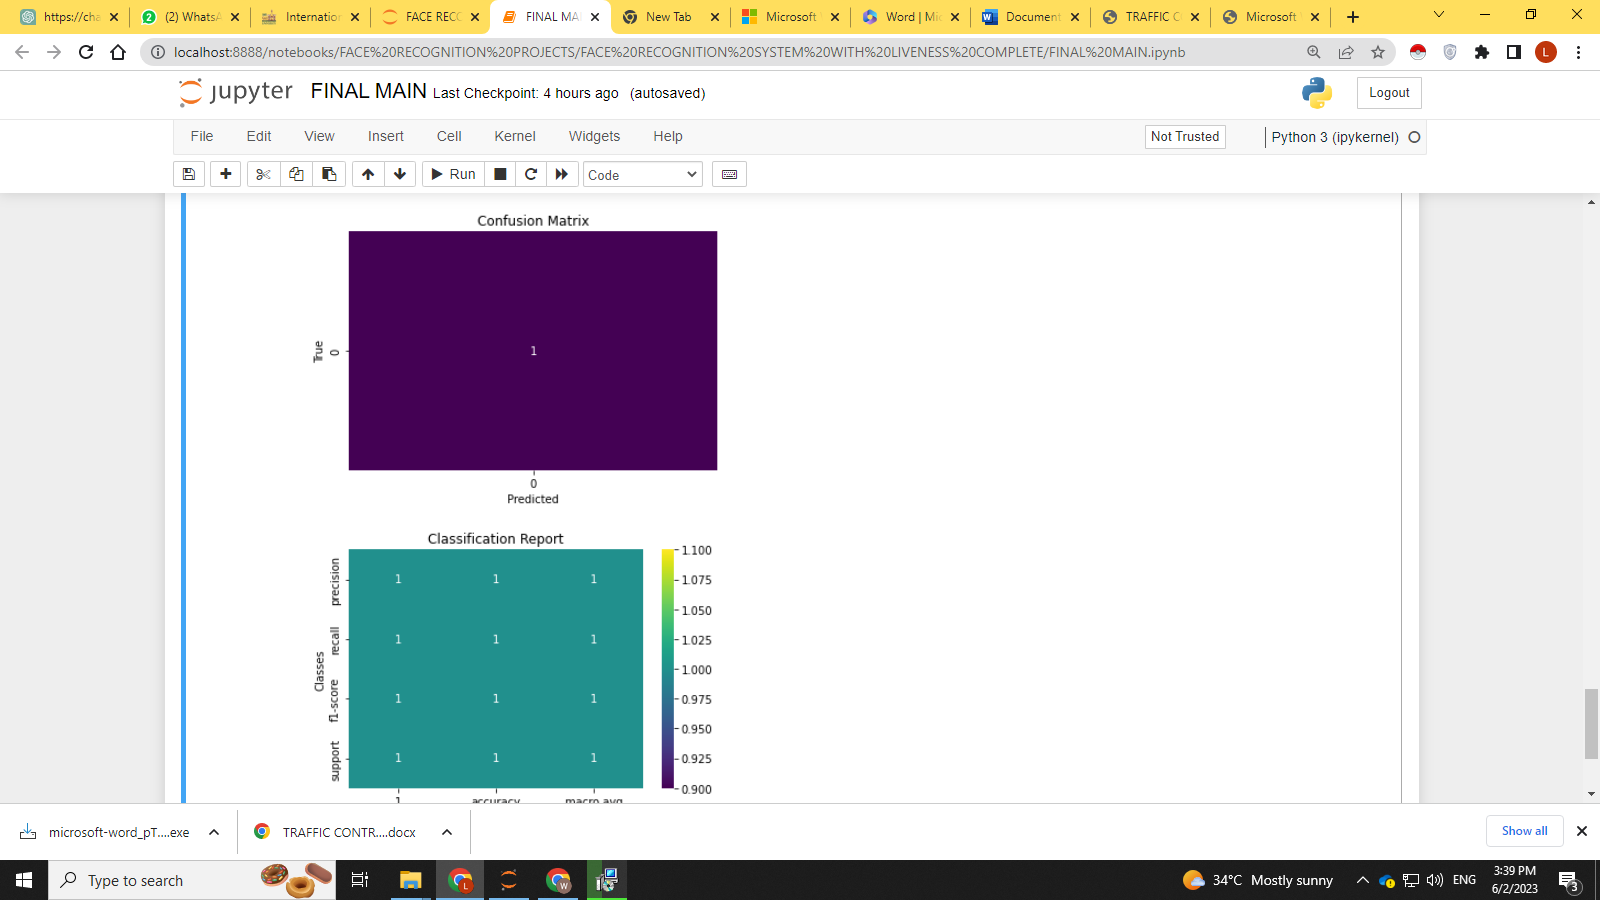 https://cha
(2) WhatsA
Internation
FACE REC
FINAL MA
New Tab
Microsoft
Word | Mi
Document
TRAFFIC C
Microsoft
localhost:8888/notebooks/FACE%20RECOGNITION%20PROJECTS/FACE%20RECOGNITION%20SYSTEM%20WITH%20LIVENESS%20COMPLETE/FINAL%20MAIN.ipynb
L
jupyter FINAL MAIN Last Checkpoint: 4 hours ago (autosaved)
Logout
File Edit View Insert Cell Kernel Widgets Help
Not Trusted
Python 3 (ipykernel)
Run
Code
Confusion Matrix
True
0
1
0
Predicted
Classification Report
Classes
precision 1 1 1
recall 1 1 1
f1-score 1 1 1
support 1 1 1
1 accuracy macro avg
1.100
1.075
1.050
1.025
1.000
0.975
0.950
0.925
0.900
microsoft-word_pT....exe
TRAFFIC CONTR....docx
Show all
Type to search
L
W
34°C Mostly sunny
ENG
3:39 PM
6/2/2023
3